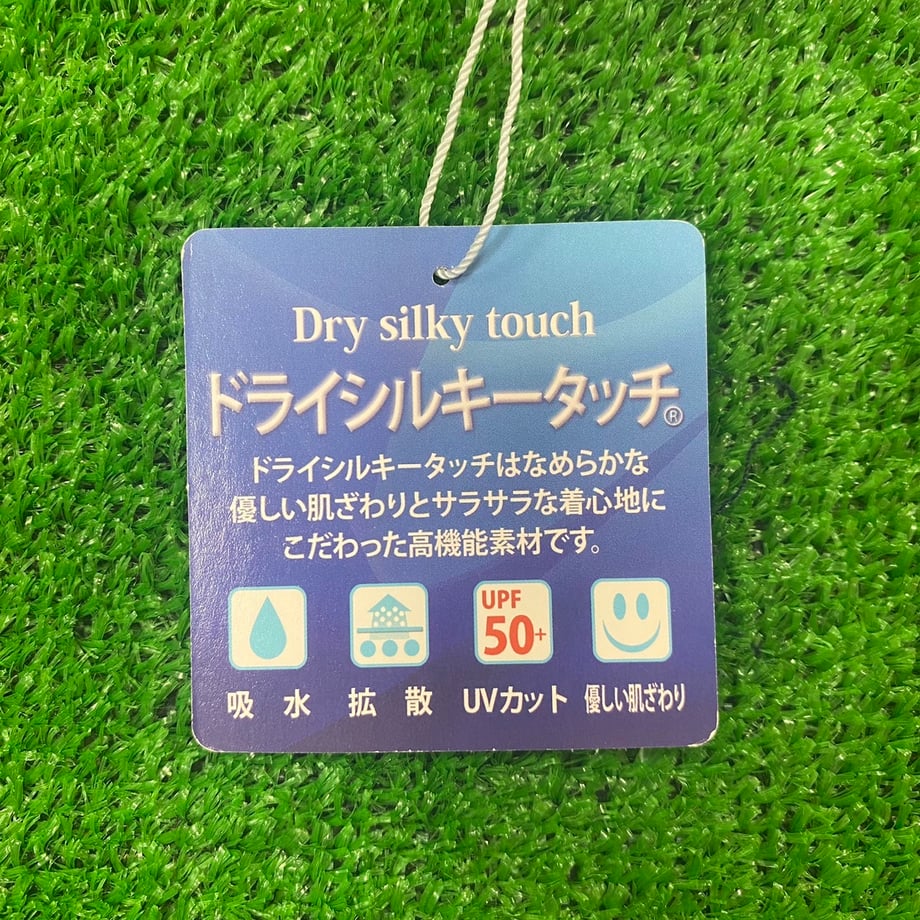 Dry silky touch
ドライシルキータッチ®
ドライシルキータッチはなめらかな
優しい肌ざわりとサラサラな着心地に
こだわった高機能素材です。
UPF
50+
吸水 拡散 UVカット 優しい肌ざわり